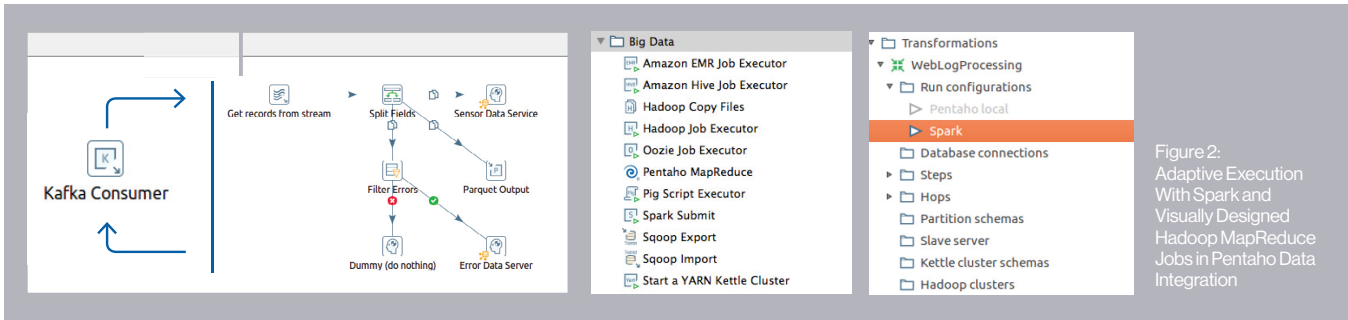 Kafka Consumer
Get records from stream
Split Fields
Sensor Data Service
Filter Errors
Parquet Output
Dummy (do nothing)
Error Data Server
Big Data
Amazon EMR Job Executor
Amazon Hive Job Executor
Hadoop Copy Files
Hadoop Job Executor
Oozie Job Executor
Pentaho MapReduce
Pig Script Executor
Spark Submit
Sqoop Export
Sqoop Import
Start a YARN Kettle Cluster
Transformations
WebLogProcessing
Run configurations
Pentaho local
Spark
Database connections
Steps
Hops
Partition schemas
Slave server
Kettle cluster schemas
Hadoop clusters
Figure 2:
Adaptive Execution
With Spark and
Visually Designed
Hadoop MapReduce
Jobs in Pentaho Data
Integration